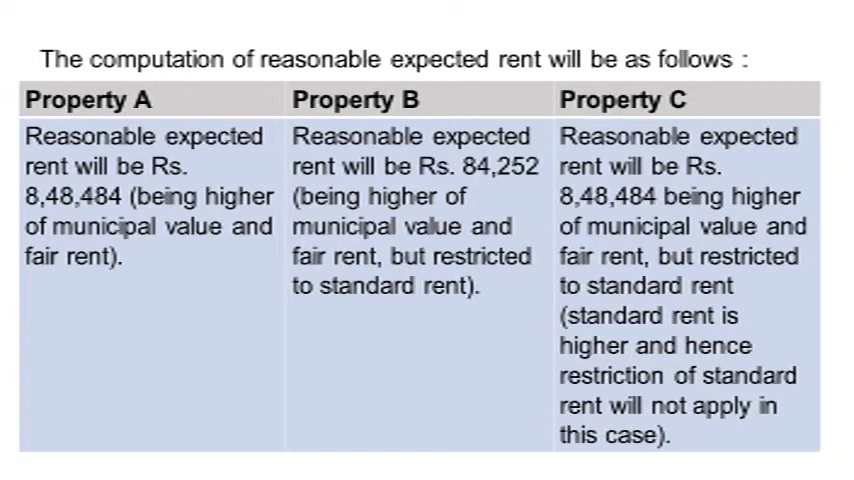 The computation of reasonable expected rent will be as follows :
Property A
Property B
Property C
Reasonable expected
rent will be Rs.
8,48,484 (being higher
of municipal value and
fair rent).
Reasonable expected
rent will be Rs. 84,252
(being higher of
municipal value and
fair rent, but restricted
to standard rent).
Reasonable expected
rent will be Rs.
8,48,484 being higher
of municipal value and
fair rent, but restricted
to standard rent
(standard rent is
higher and hence
restriction of standard
rent will not apply in
this case).